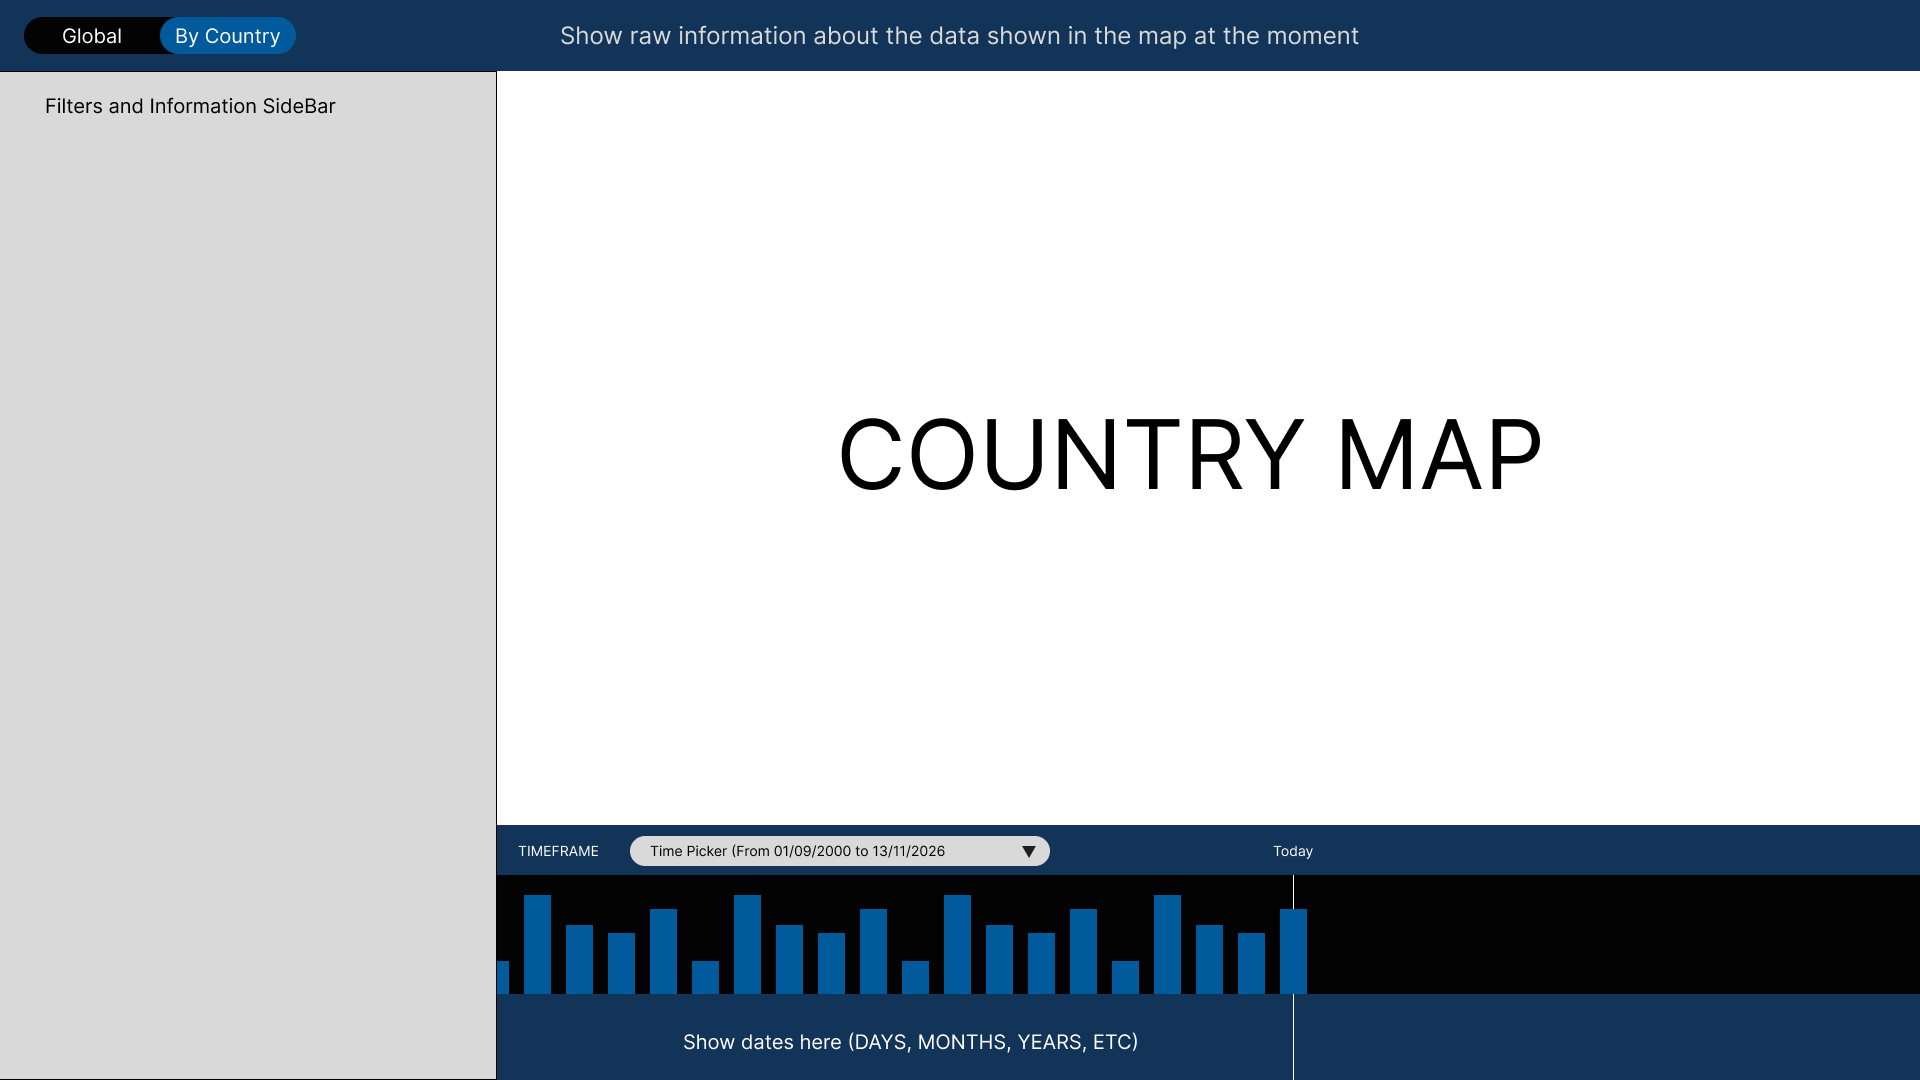 Global
By Country
Show raw information about the data shown in the map at the moment
Filters and Information SideBar
COUNTRY MAP
TIMEFRAME
Time Picker (From 01/09/2000 to 13/11/2026
Today
Show dates here (DAYS, MONTHS, YEARS, ETC)